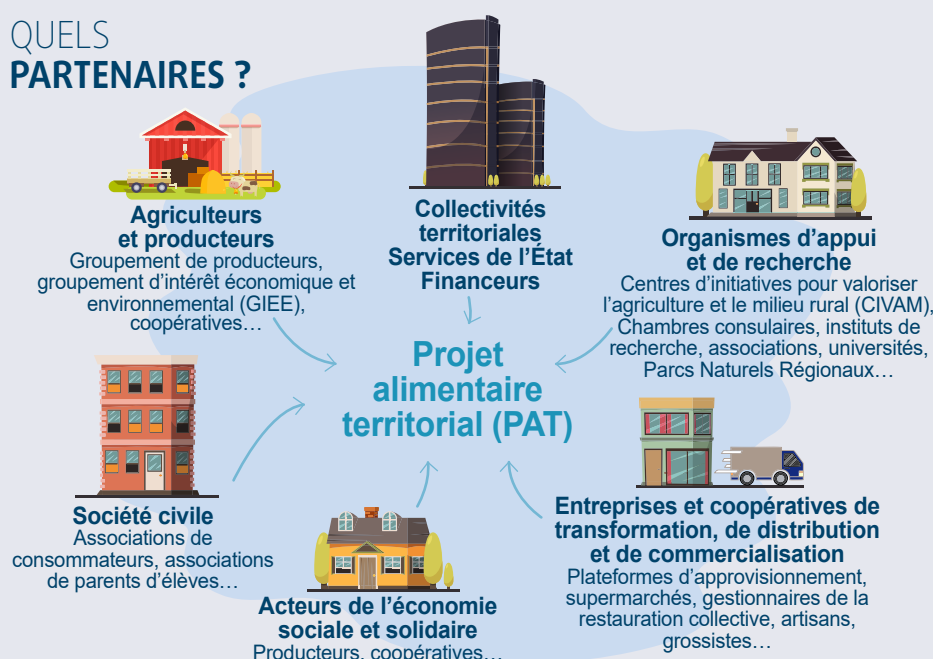 QUELS
PARTENAIRES ?
Agriculteurs
et producteurs
Groupement de producteurs,
groupement d'intérêt économique et
environnemental (GIEE),
coopératives…
Collectivités
territoriales
Services de l'État
Financeurs
Organismes d'appui
et de recherche
Centres d'initiatives pour valoriser
l'agriculture et le milieu rural (CIVAM),
Chambres consulaires, instituts de
recherche, associations, universités,
Parcs Naturels Régionaux…
Projet
alimentaire
territorial (PAT)
Société civile
Associations de
consommateurs, associations
de parents d'élèves…
Acteurs de l'économie
sociale et solidaire
Producteurs, coopératives…
Entreprises et coopératives de
transformation, de distribution
et de commercialisation
Plateformes d'approvisionnement,
supermarchés, gestionnaires de la
restauration collective, artisans,
grossistes…